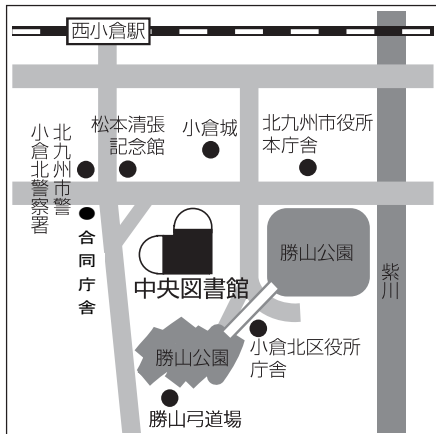 西小倉駅
松本清張
記念館
小倉城
北九州市役所
本庁舎
北九州市警
小倉北警察署
合同庁舎
中央図書館
勝山公園
紫川
勝山公園
小倉北区役所
庁舎
勝山弓道場